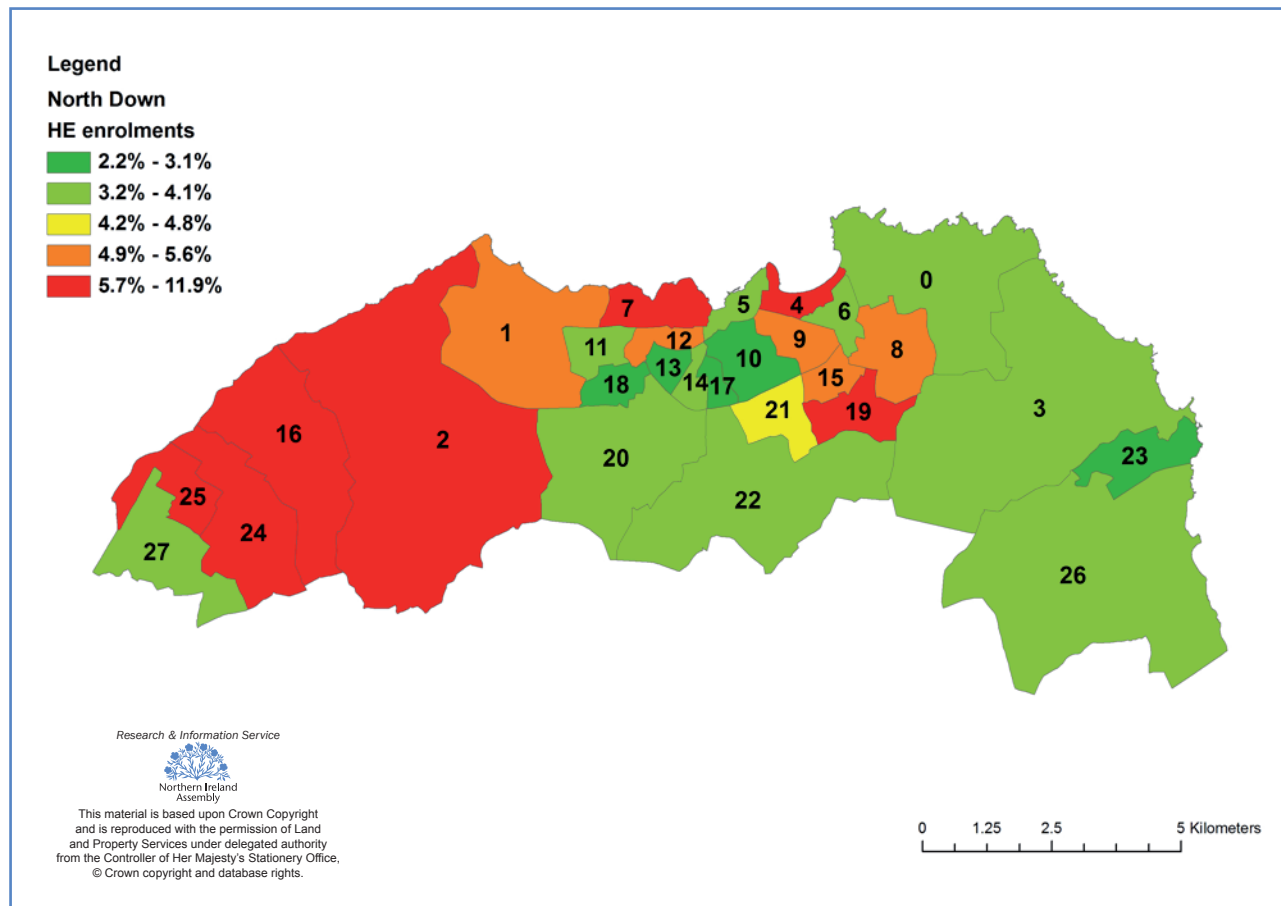 Legend
North Down
HE enrolments
2.2% - 3.1%
3.2% - 4.1%
4.2% - 4.8%
4.9% - 5.6%
5.7% - 11.9%
0
1
2
3
4
5
6
7
8
9
10
11
12
13
14
15
16
17
18
19
20
21
22
23
24
25
26
27
Research & Information Service
Northern Ireland
Assembly
This material is based upon Crown Copyright
and is reproduced with the permission of Land
and Property Services under delegated authority
from the Controller of Her Majesty's Stationery Office,
© Crown copyright and database rights.
0 1.25 2.5 5 Kilometers